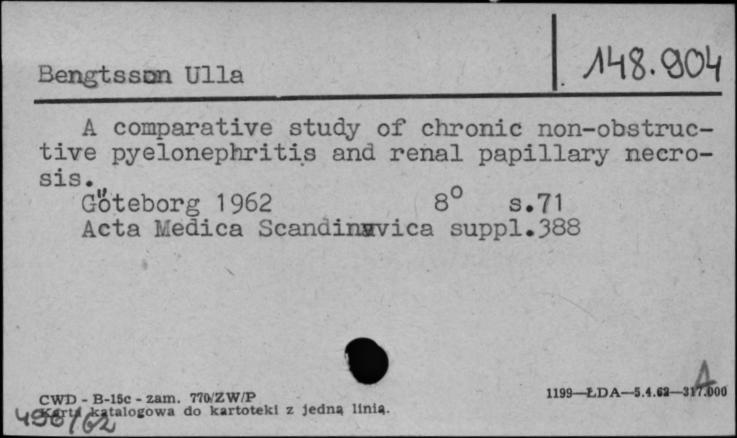 Bengtsson Ulla
148.904
A comparative study of chronic non-obstruc-
tive pyelonephritis and renal papillary necro-
sis.
Göteborg 1962 8° s.71
Acta Medica Scandinavica suppl.388
CWD - B-15c - zam. 770/ZW/P
1199—ŁDA—5.4.62—317.000
A
Karta katalogowa do kartoteki z jedną linią.